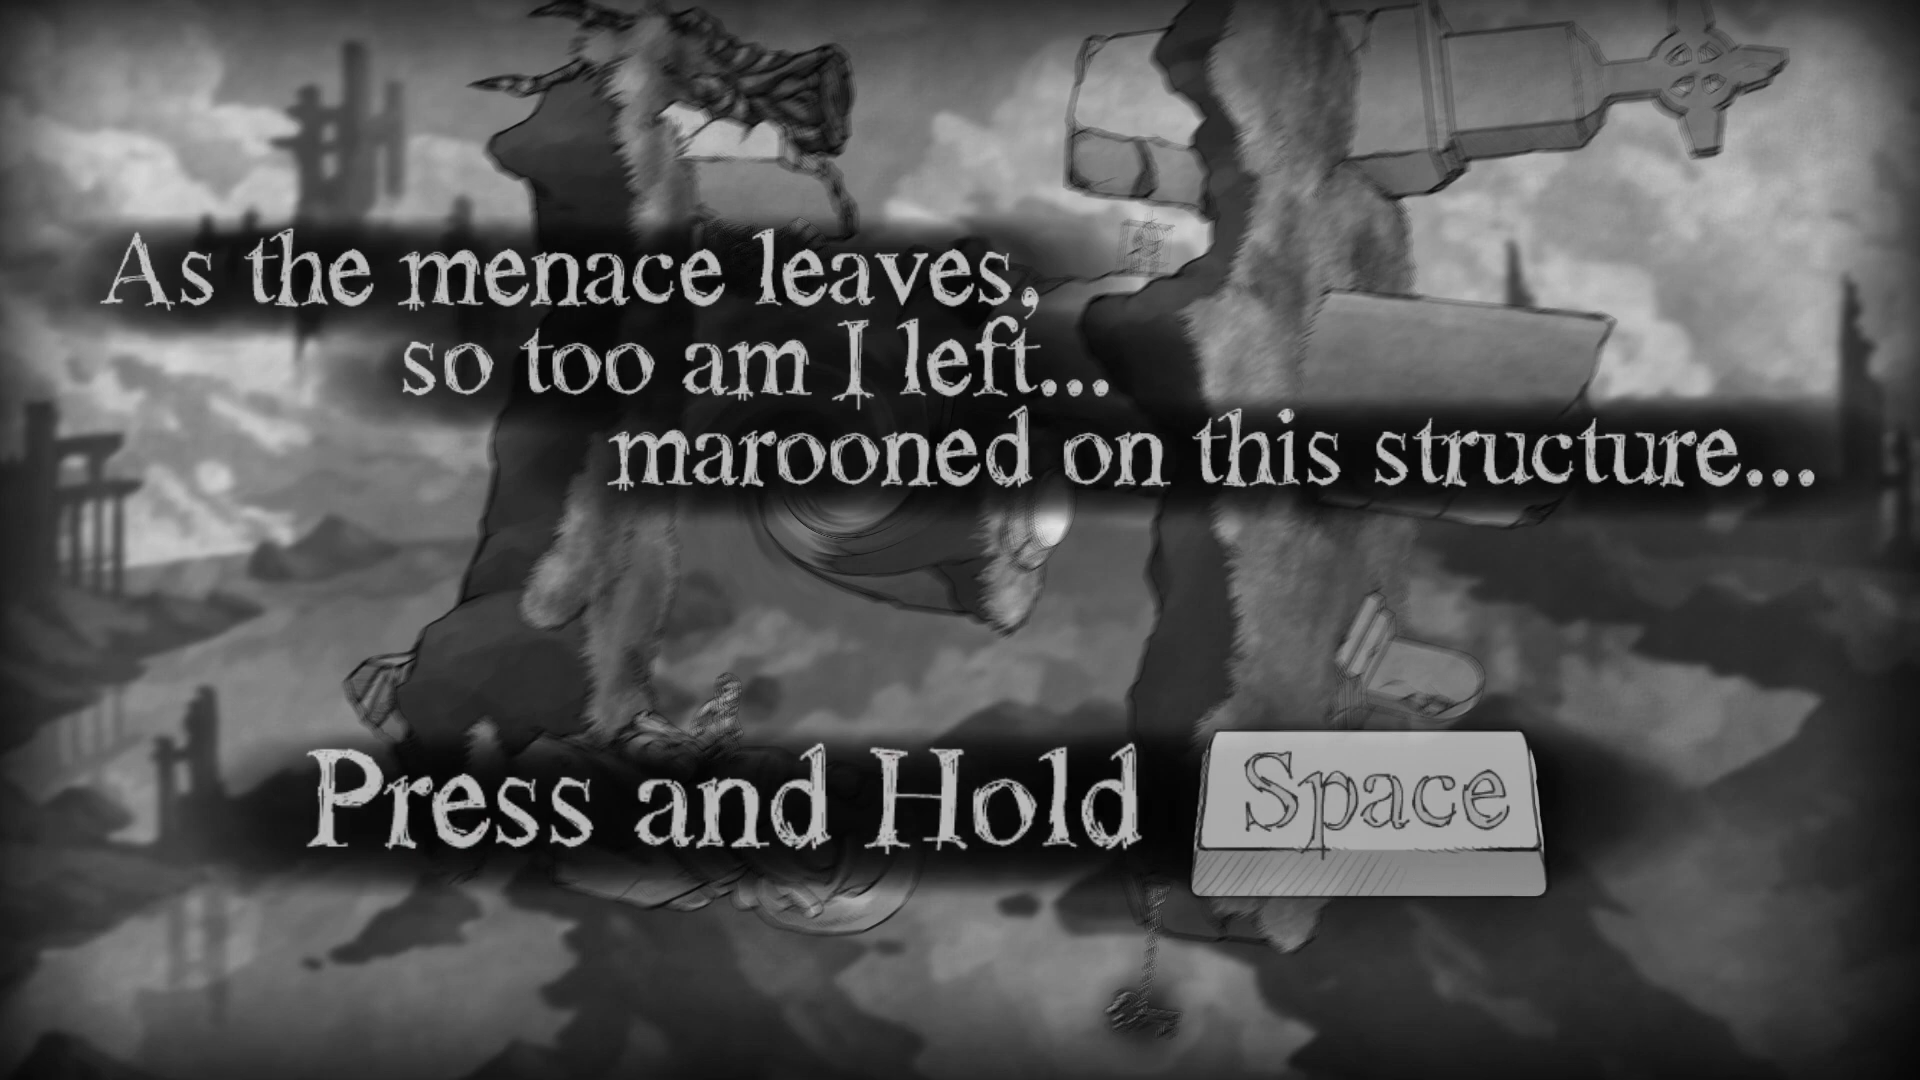 As the menace leaves,
so too am I left...
marooned on this structure...
Press and Hold Space